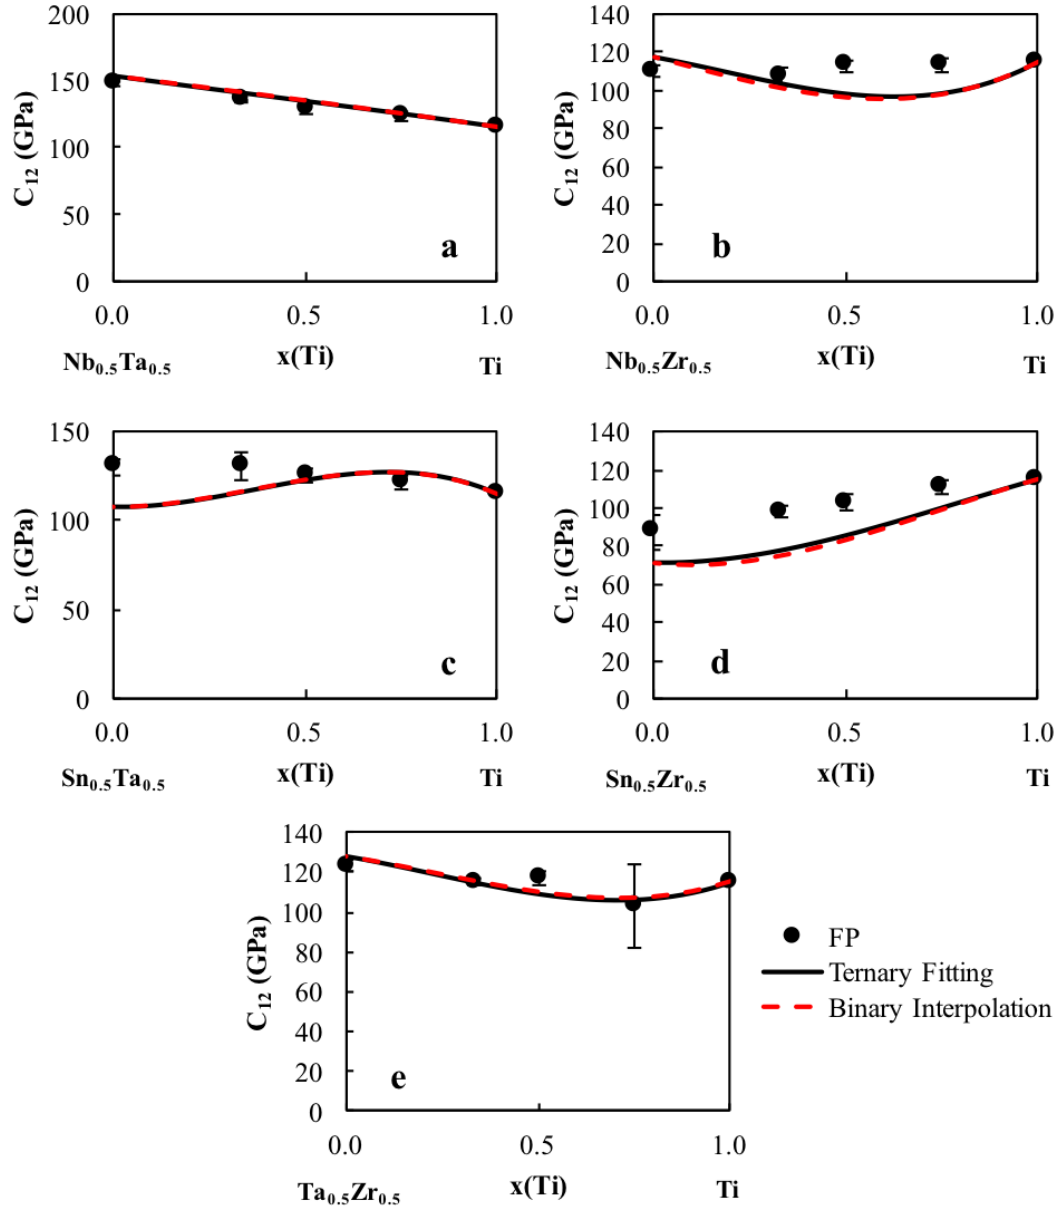 200
150
100
50
0
C₁₂ (GPa)
a
0.0 0.5 1.0
Nb₀.₅Ta₀.₅ x(Ti) Ti
140
120
100
80
60
40
20
0
C₁₂ (GPa)
b
0.0 0.5 1.0
Nb₀.₅Zr₀.₅ x(Ti) Ti
150
100
50
0
C₁₂ (GPa)
c
0.0 0.5 1.0
Sn₀.₅Ta₀.₅ x(Ti) Ti
140
120
100
80
60
40
20
0
C₁₂ (GPa)
d
0.0 0.5 1.0
Sn₀.₅Zr₀.₅ x(Ti) Ti
140
120
100
80
60
40
20
0
C₁₂ (GPa)
e
0.0 0.5 1.0
Ta₀.₅Zr₀.₅ x(Ti) Ti
FP
Ternary Fitting
Binary Interpolation